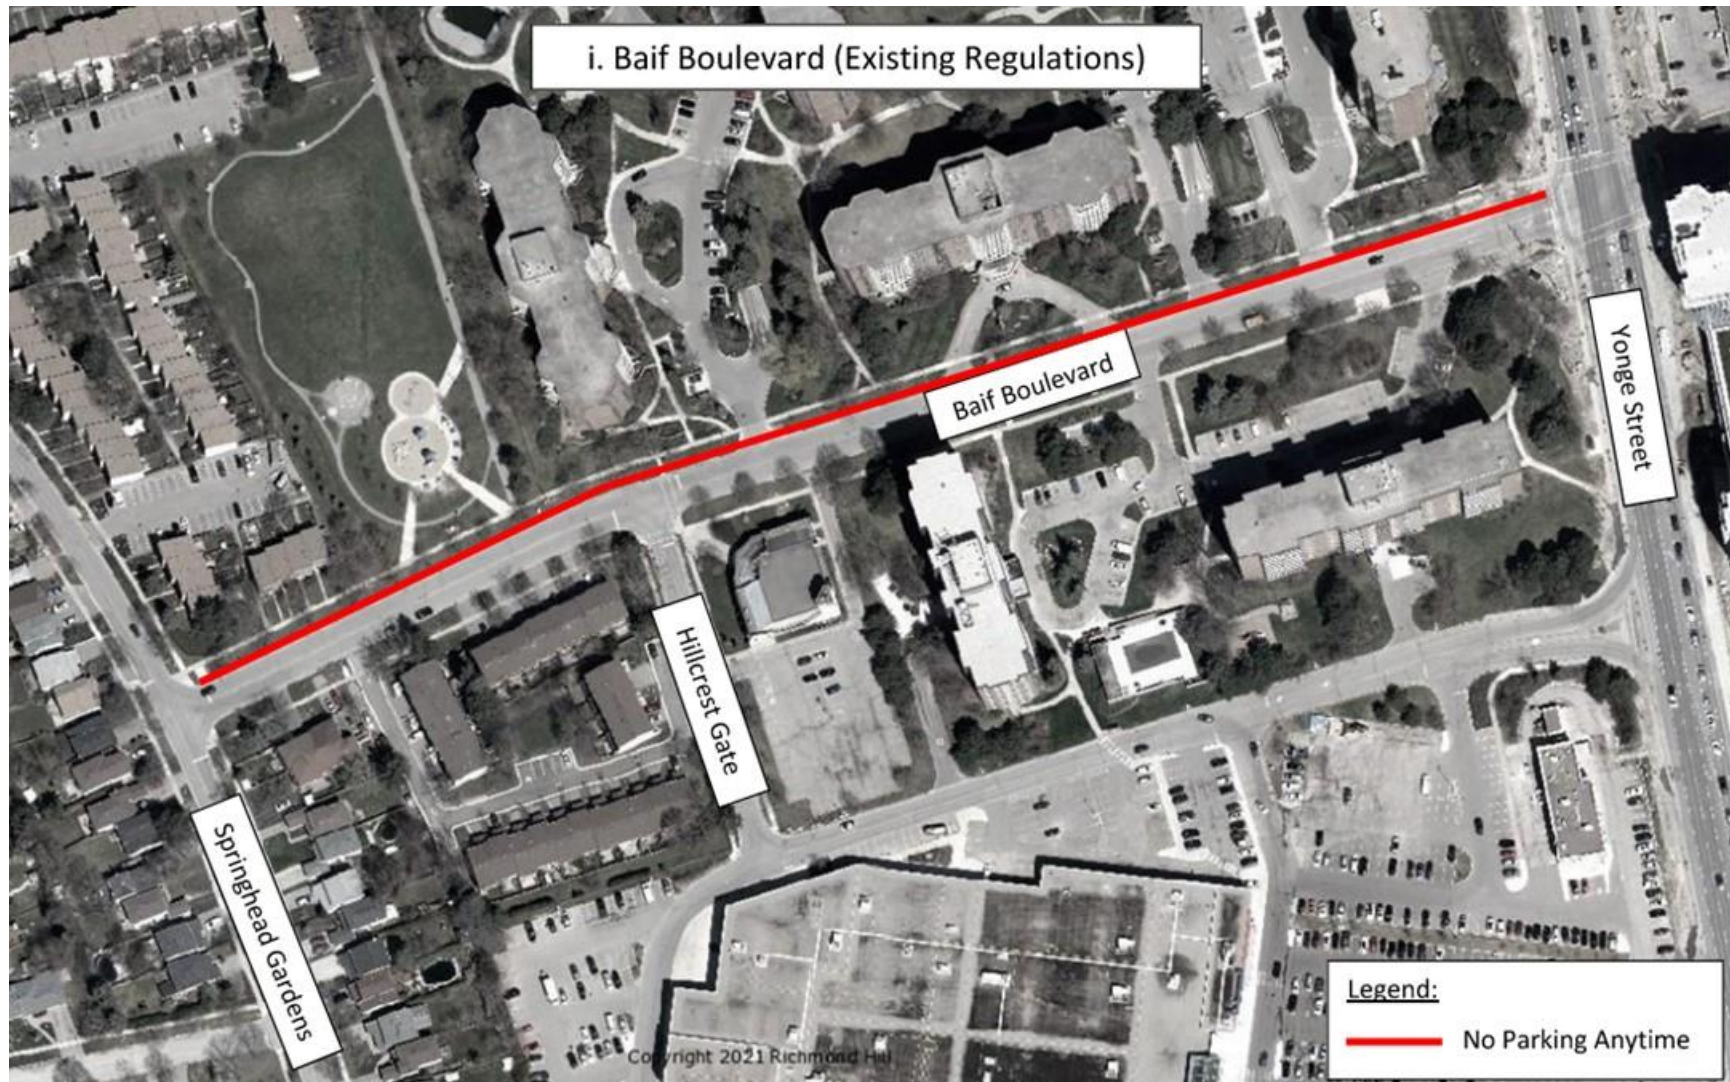 i. Baif Boulevard (Existing Regulations)
Baif Boulevard
Yonge Street
Hillcrest Gate
Springhead Gardens
Legend:
No Parking Anytime
Copyright 2021 Richmond Hill